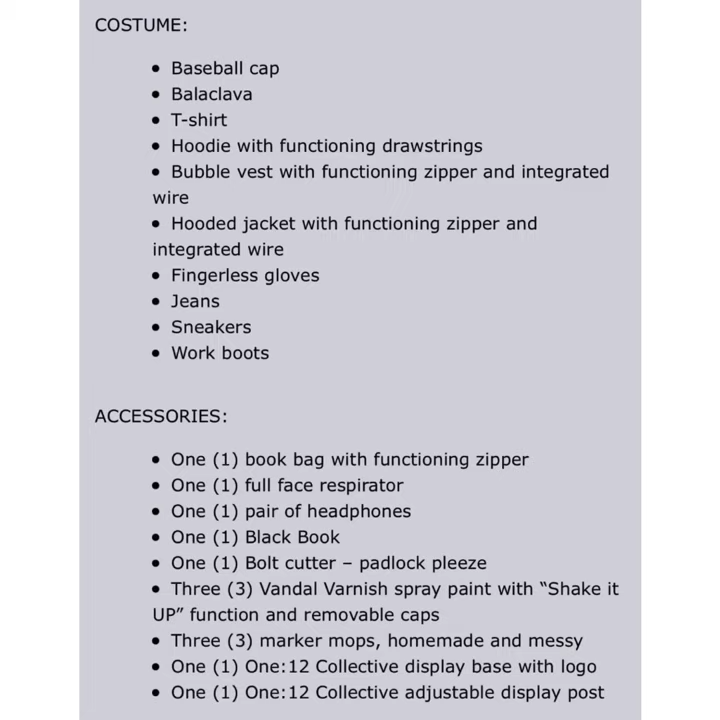 COSTUME:
• Baseball cap
• Balaclava
• T-shirt
• Hoodie with functioning drawstrings
• Bubble vest with functioning zipper and integrated
wire
• Hooded jacket with functioning zipper and
integrated wire
• Fingerless gloves
• Jeans
• Sneakers
• Work boots
ACCESSORIES:
• One (1) book bag with functioning zipper
• One (1) full face respirator
• One (1) pair of headphones
• One (1) Black Book
• One (1) Bolt cutter – padlock pleeze
• Three (3) Vandal Varnish spray paint with “Shake it
UP” function and removable caps
• Three (3) marker mops, homemade and messy
• One (1) One:12 Collective display base with logo
• One (1) One:12 Collective adjustable display post